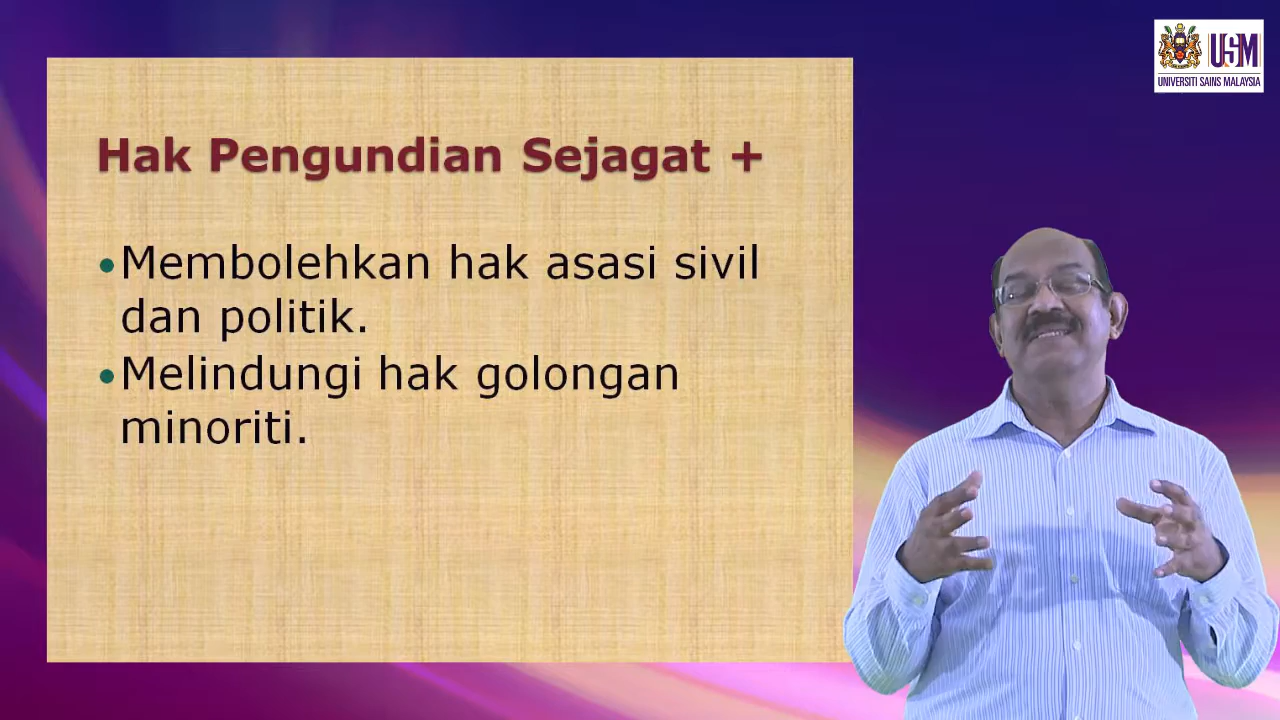 USM
UNIVERSITI SAINS MALAYSIA
Hak Pengundian Sejagat +
•Membolehkan hak asasi sivil
dan politik.
•Melindungi hak golongan
minoriti.